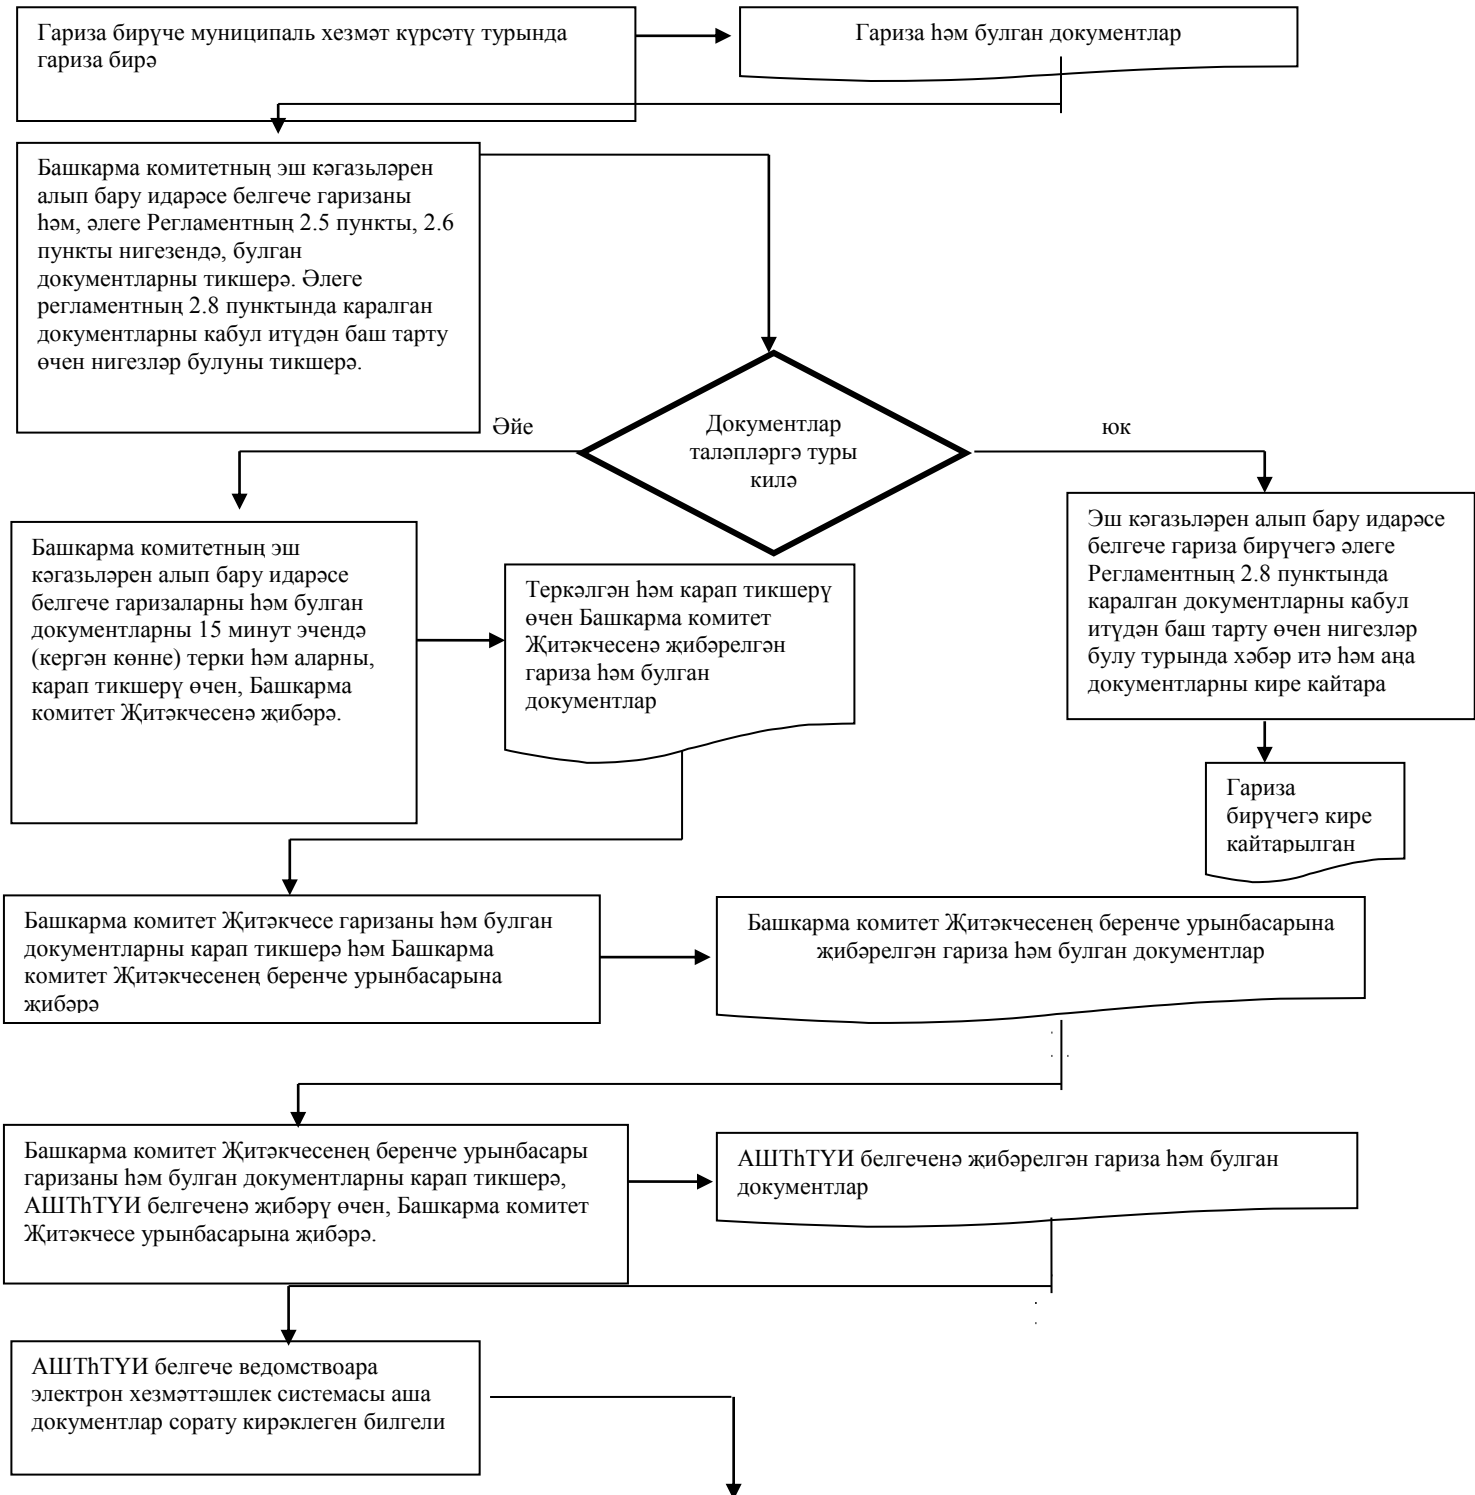 Гариза бирүче муниципаль хезмәт күрсәтү турында
гариза бирә
Гариза һәм булган документлар
Башкарма комитетның эш кәгазьләрен
алып бару идарәсе белгече гаризаны
һәм, әлеге Регламентның 2.5 пункты, 2.6
пункты нигезендә, булган
документларны тикшерә. Әлеге
регламентның 2.8 пунктында каралган
документларны кабул итүдән баш тарту
өчен нигезләр булуны тикшерә.
Әйе
Документлар
таләпләргә туры
килә
юк
Башкарма комитетның эш
кәгазьләрен алып бару идарәсе
белгече гаризаларны һәм булган
документларны 15 минут эчендә
(кергән көнне) терки һәм аларны,
карап тикшерү өчен, Башкарма
комитет Җитәкчесенә җибәрә.
Теркәлгән һәм карап тикшерү
өчен Башкарма комитет
Җитәкчесенә җибәрелгән
гариза һәм булган
документлар
Эш кәгазьләрен алып бару идарәсе
белгече гариза бирүчегә әлеге
Регламентның 2.8 пунктында
каралган документларны кабул
итүдән баш тарту өчен нигезләр
булу турында хәбәр итә һәм аңа
документларны кире кайтара
Гариза
бирүчегә кире
кайтарылган
Башкарма комитет Җитәкчесе гаризаны һәм булган
документларны карап тикшерә һәм Башкарма
комитет Җитәкчесенең беренче урынбасарына
җибәрә
Башкарма комитет Җитәкчесенең беренче урынбасарына
җибәрелгән гариза һәм булган документлар
Башкарма комитет Җитәкчесенең беренче урынбасары
гаризаны һәм булган документларны карап тикшерә,
АШТһТҮИ белгеченә җибәрү өчен, Башкарма комитет
Җитәкчесе урынбасарына җибәрә.
АШТһТҮИ белгеченә җибәрелгән гариза һәм булган
документлар
АШТһТҮИ белгече ведомствоара
электрон хезмәттәшлек системасы аша
документлар сорату кирәклеген билгели